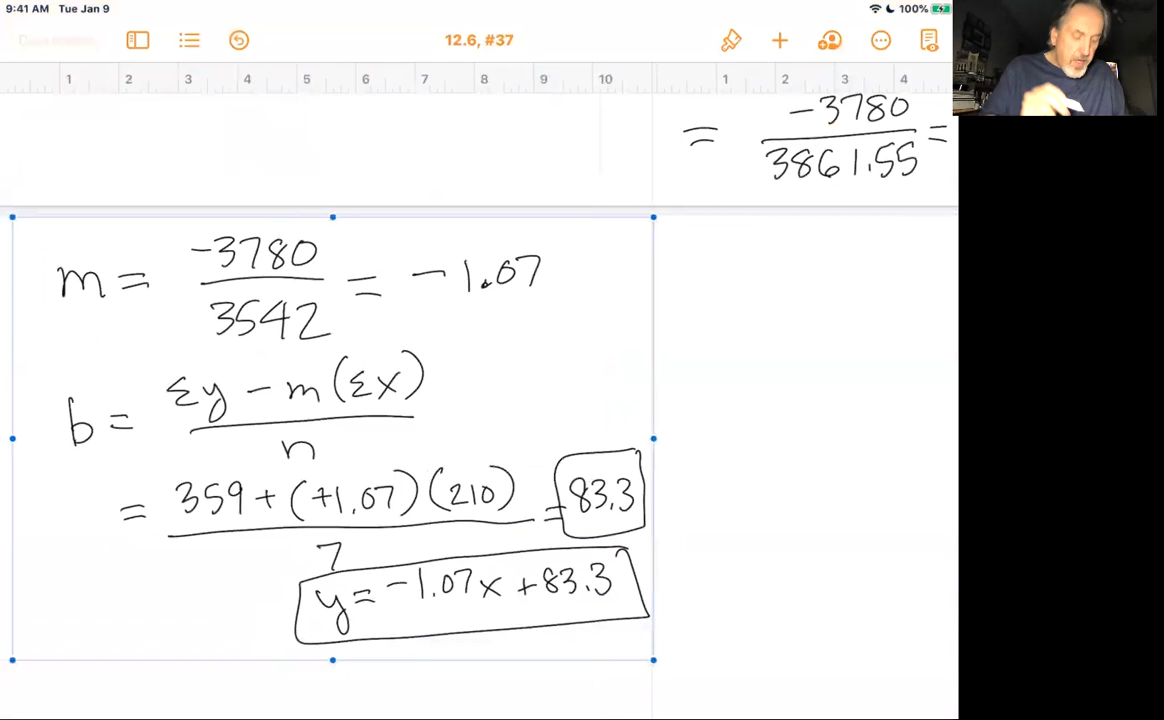 9:41 AM Tue Jan 9
100%
12.6, #37
1 2 3 4 5 6 7 8 9 10 1 2 3 4
= -3780 / 3861.55 =
m = -3780 / 3542 = -1.07
b = Σy - m(Σx) / n
= 359 + (+1.07)(210) / 7 = 83.3
y = -1.07x + 83.3